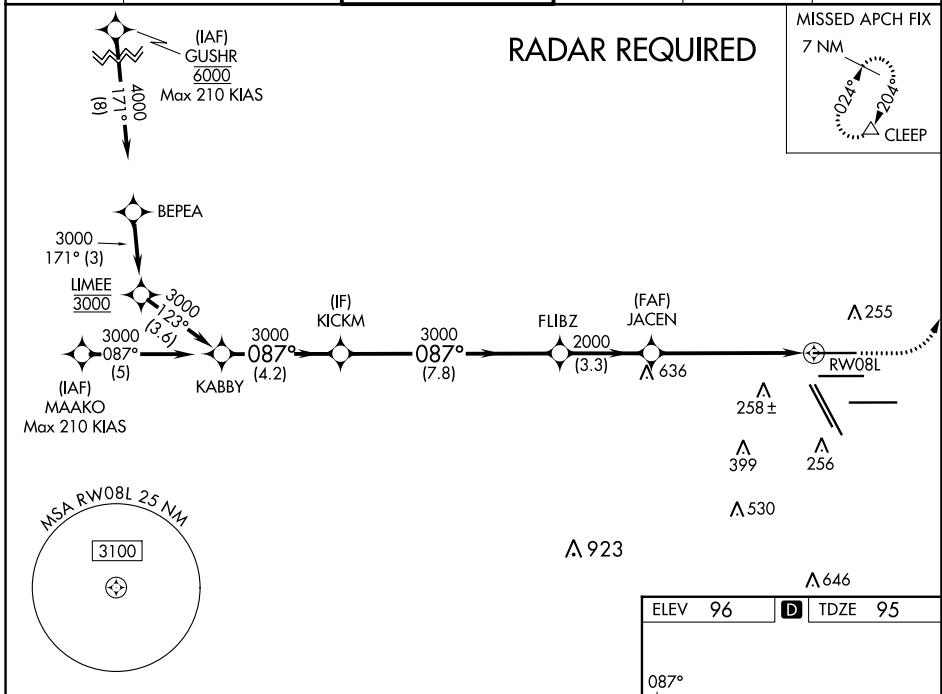 (IAF)
GUSHR
6000
Max 210 KIAS
RADAR REQUIRED
MISSED APCH FIX
7 NM
024°
204°
CLEEP
4000
171°
(8)
BEPEA
3000
171° (3)
LIMEE
3000
3000
123°
(3.6)
3000
087°
(5)
(IAF)
MAAKO
Max 210 KIAS
KABBY
3000
087°
(4.2)
(IF)
KICKM
3000
087°
(7.8)
FLIBZ
2000
(3.3)
(FAF)
JACEN
636
255
RW08L
258 ±
399
256
530
923
646
MSA RW08L 25 NM
3100
ELEV 96 D TDZE 95
087°